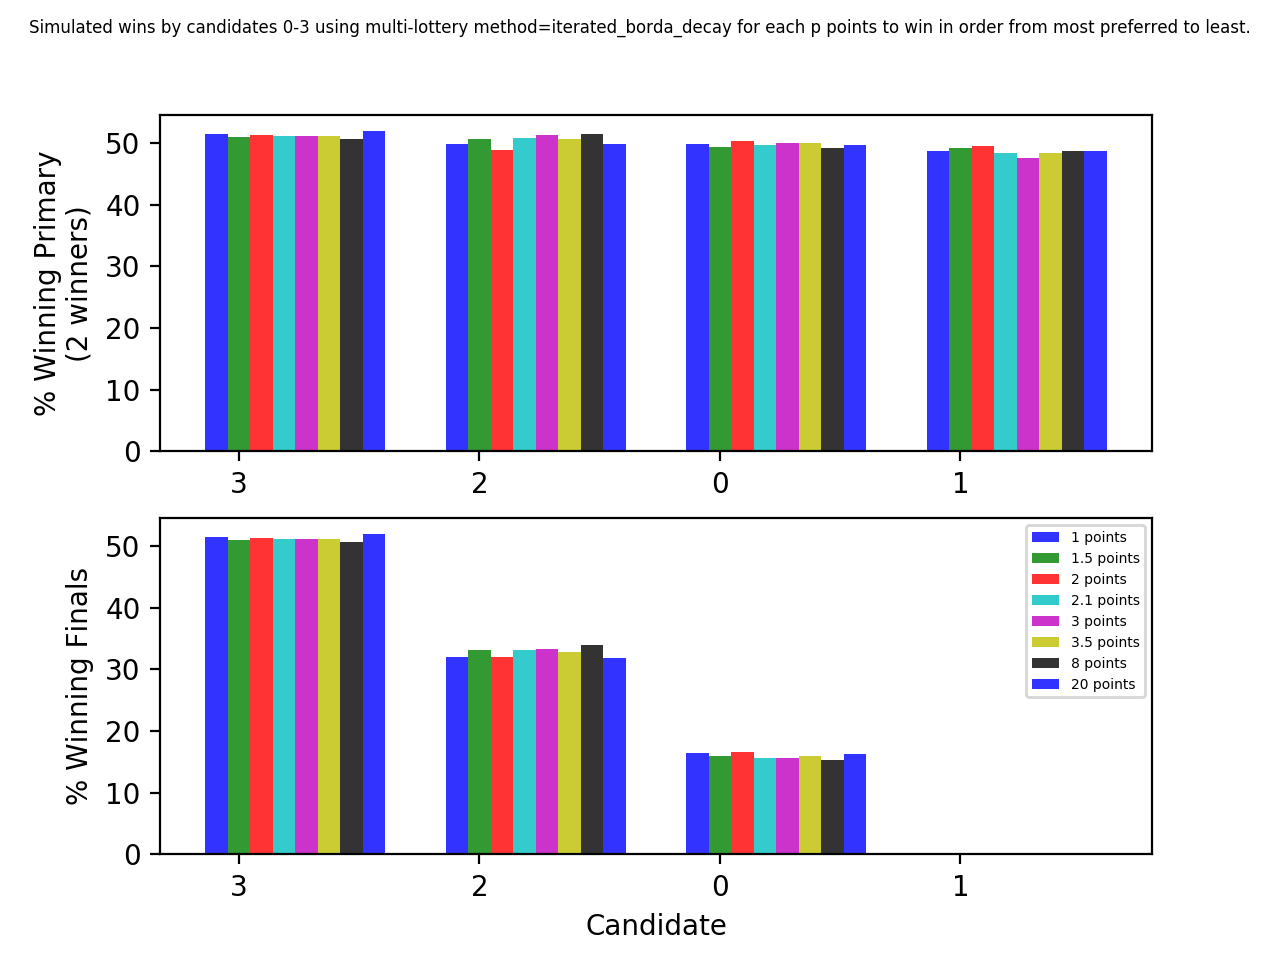 Simulated wins by candidates 0-3 using multi-lottery method=iterated_borda_decay for each p points to win in order from most preferred to least.
% Winning Primary
(2 winners)
50
40
30
20
10
0
3 2 0 1
% Winning Finals
50
40
30
20
10
0
1 points
1.5 points
2 points
2.1 points
3 points
3.5 points
8 points
20 points
3 2 0 1
Candidate